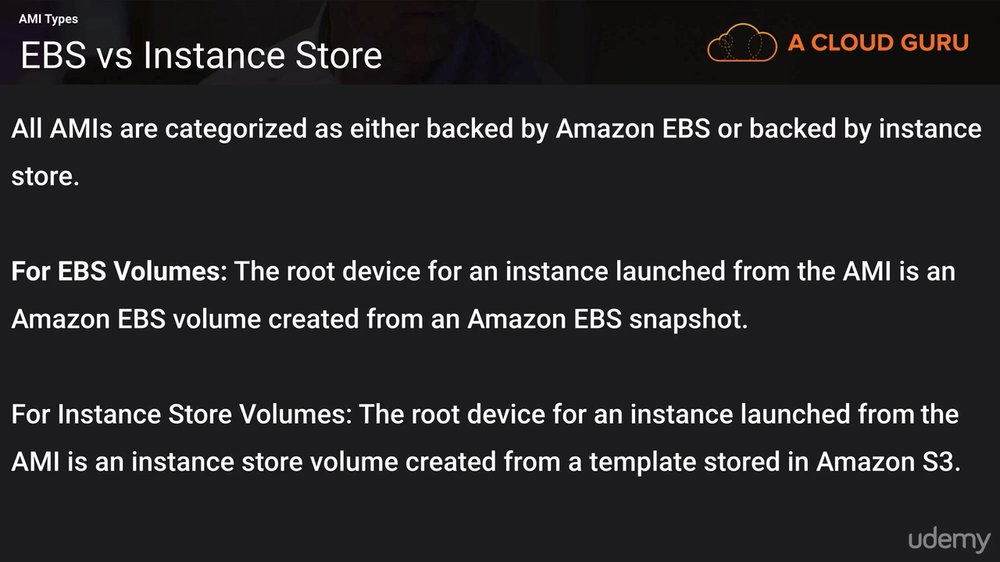 AMI Types
EBS vs Instance Store
A CLOUD GURU
All AMIs are categorized as either backed by Amazon EBS or backed by instance
store.
For EBS Volumes: The root device for an instance launched from the AMI is an
Amazon EBS volume created from an Amazon EBS snapshot.
For Instance Store Volumes: The root device for an instance launched from the
AMI is an instance store volume created from a template stored in Amazon S3.
udemy